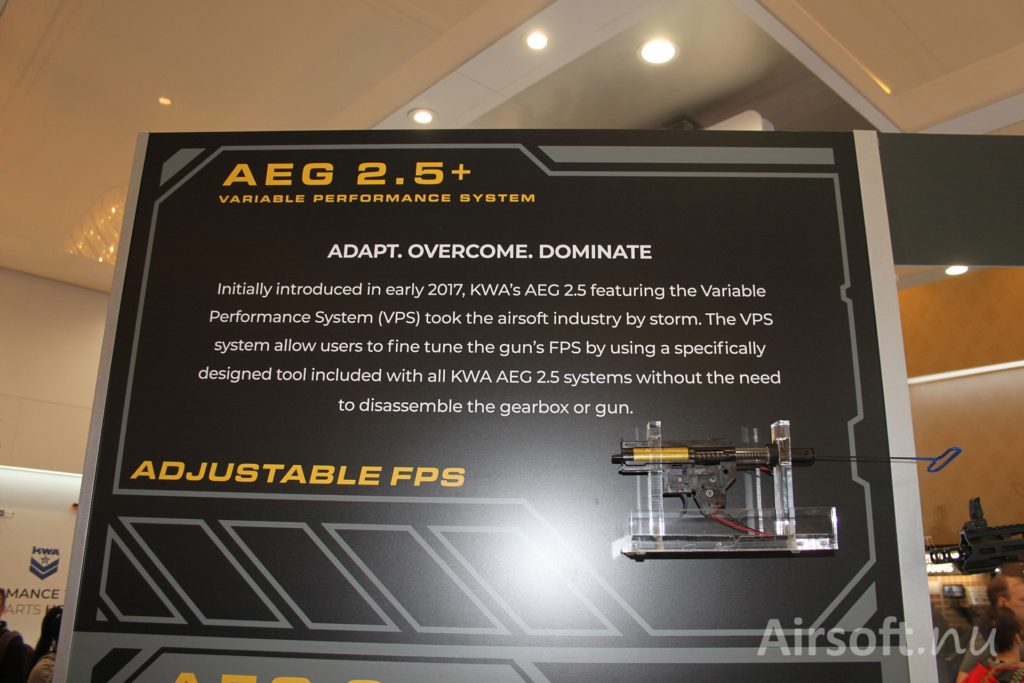 AEG 2.5+
VARIABLE PERFORMANCE SYSTEM
ADAPT. OVERCOME. DOMINATE
Initially introduced in early 2017, KWA's AEG 2.5 featuring the Variable
Performance System (VPS) took the airsoft industry by storm. The VPS
system allow users to fine tune the gun's FPS by using a specifically
designed tool included with all KWA AEG 2.5 systems without the need
to disassemble the gearbox or gun.
ADJUSTABLE FPS
KWA
MANCE
ARTS
AEG
Airsoft.nu